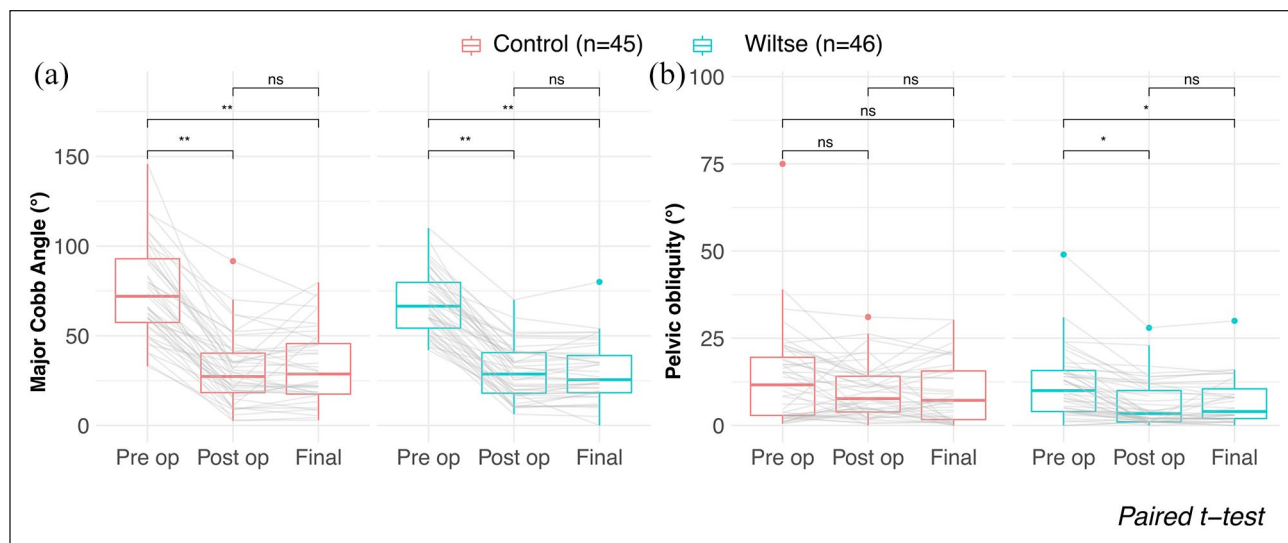 Control (n=45) Wiltse (n=46)
(a)
Major Cobb Angle (°)
150
100
50
0
ns
**
**
ns
**
**
Pre op Post op Final Pre op Post op Final
(b)
Pelvic obliquity (°)
100
75
50
25
0
ns
ns
ns
ns
*
*
Pre op Post op Final Pre op Post op Final
Paired t–test